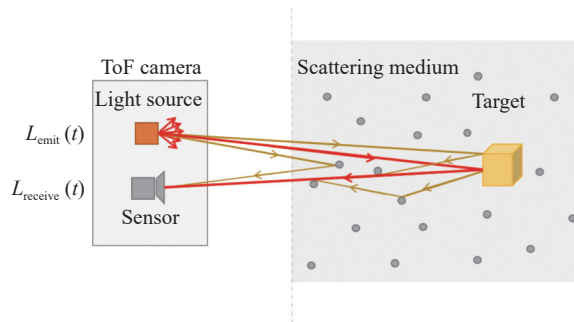 ToF camera
Light source
L_emit (t)
L_receive (t)
Sensor
Scattering medium
Target